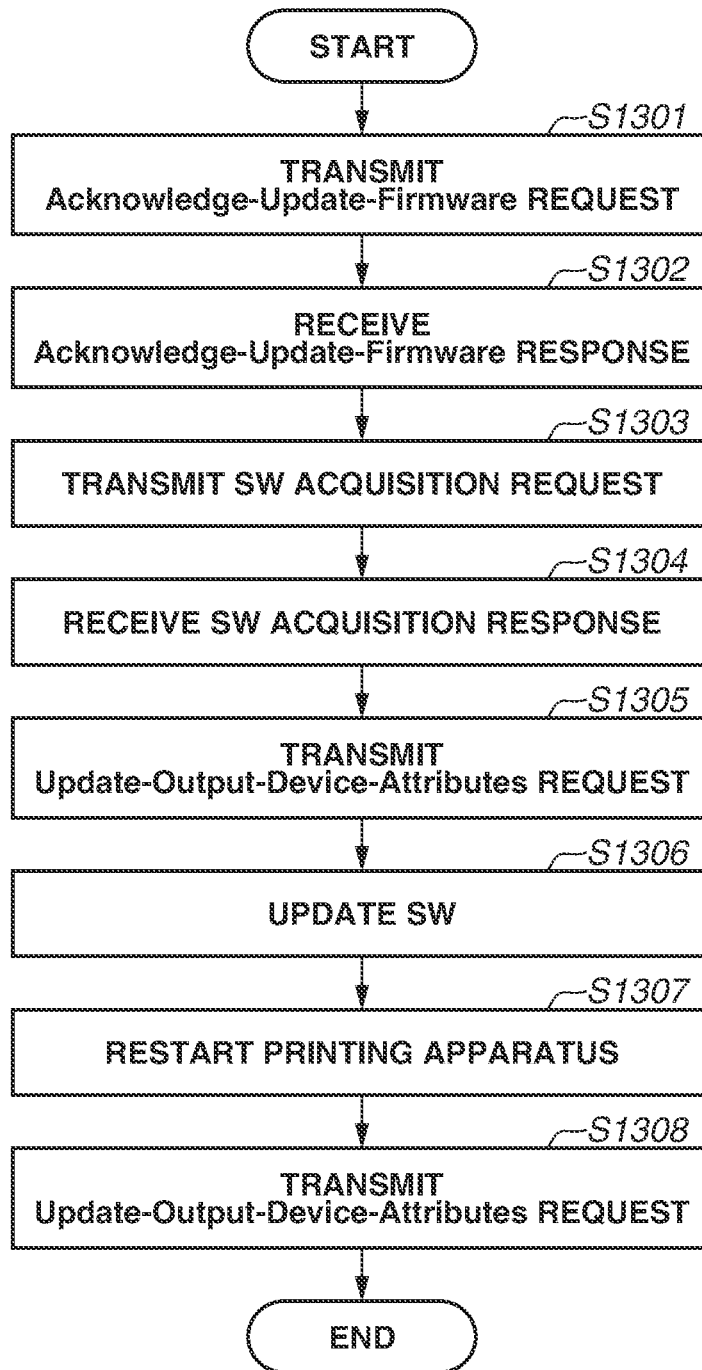 START
S1301
TRANSMIT
Acknowledge-Update-Firmware REQUEST
S1302
RECEIVE
Acknowledge-Update-Firmware RESPONSE
S1303
TRANSMIT SW ACQUISITION REQUEST
S1304
RECEIVE SW ACQUISITION RESPONSE
S1305
TRANSMIT
Update-Output-Device-Attributes REQUEST
S1306
UPDATE SW
S1307
RESTART PRINTING APPARATUS
S1308
TRANSMIT
Update-Output-Device-Attributes REQUEST
END